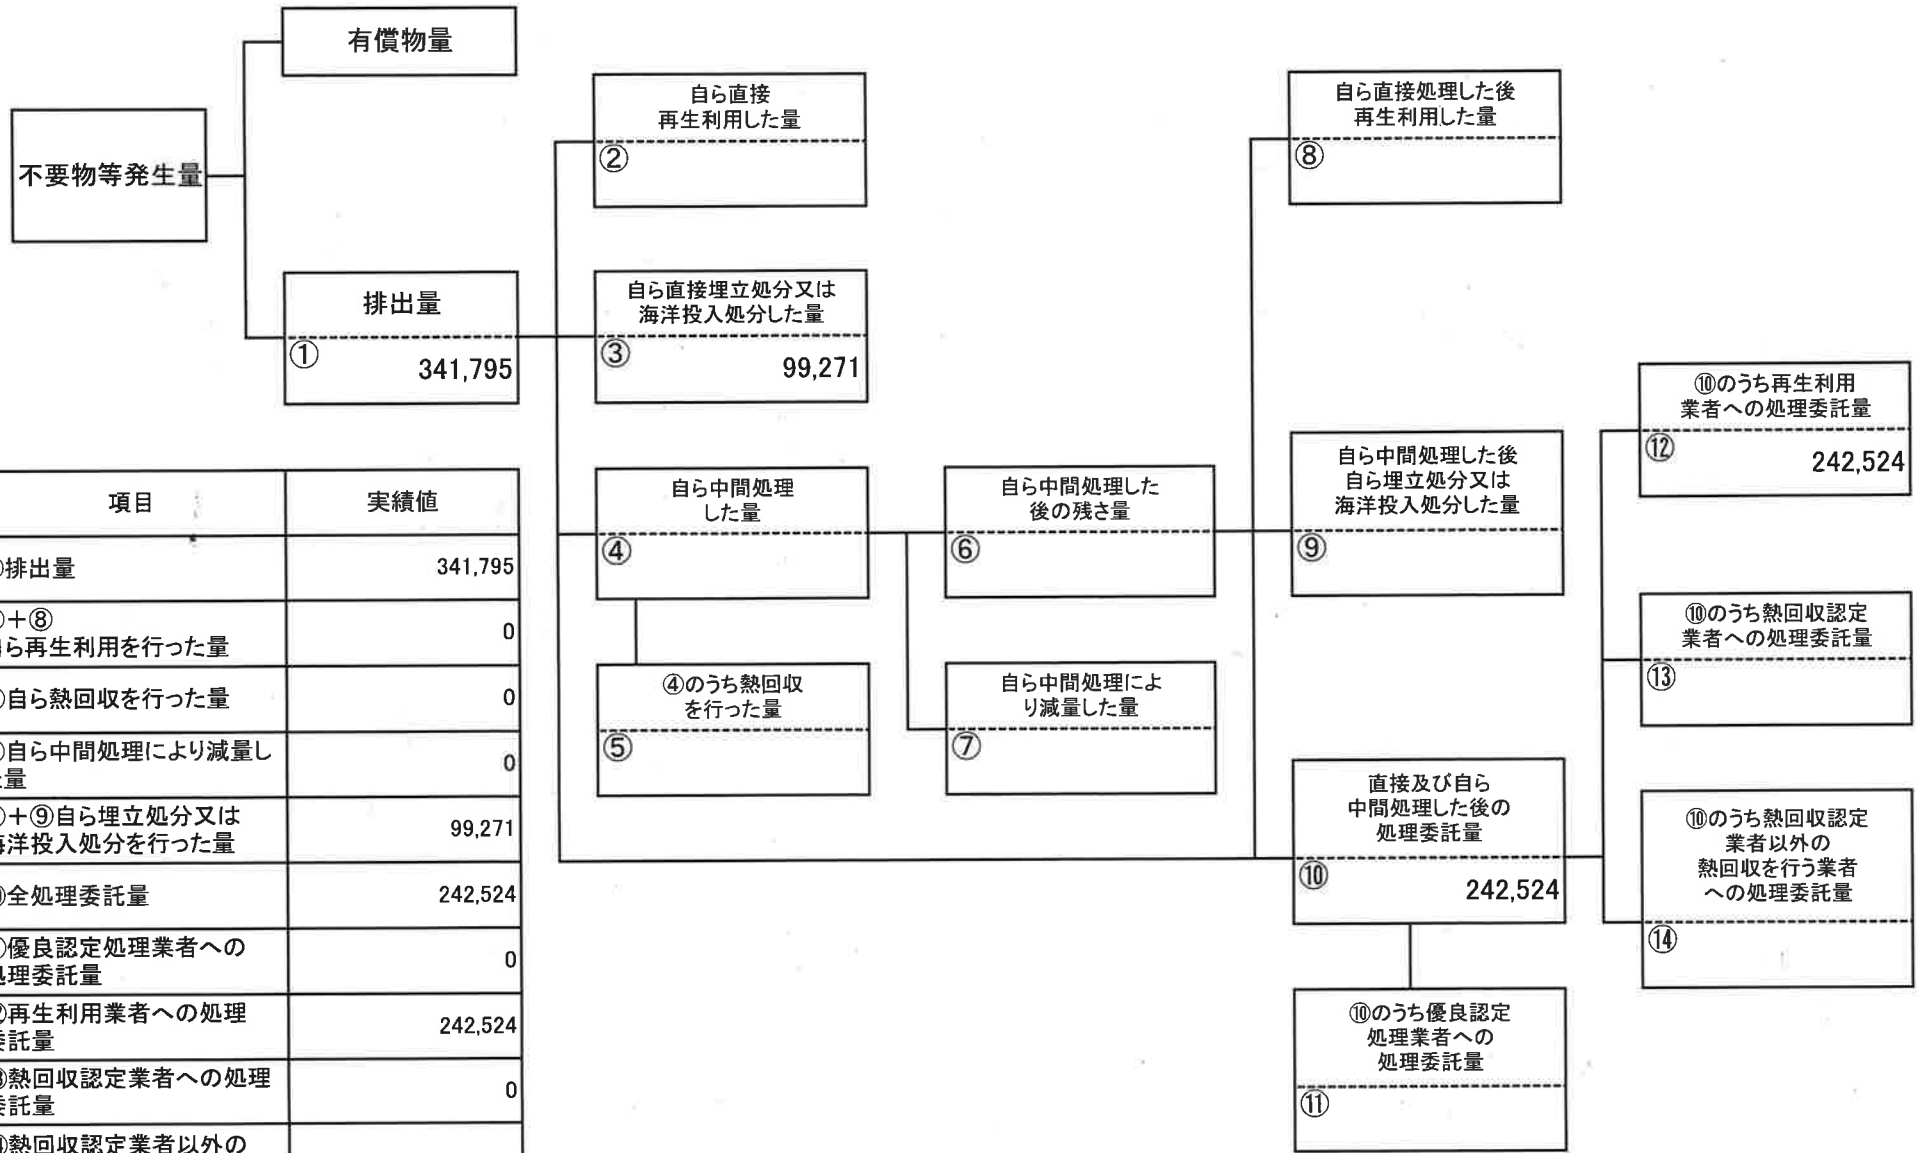 有償物量
不要物等発生量
排出量
①
341,795
自ら直接
再生利用した量
②
自ら直接埋立処分又は
海洋投入処分した量
③
99,271
自ら中間処理
した量
④
④のうち熱回収
を行った量
⑤
自ら中間処理した
後の残さ量
⑥
自ら中間処理によ
り減量した量
⑦
自ら直接処理した後
再生利用した量
⑧
自ら中間処理した後
自ら埋立処分又は
海洋投入処分した量
⑨
直接及び自ら
中間処理した後の
処理委託量
⑩
242,524
⑩のうち優良認定
処理業者への
処理委託量
⑪
⑩のうち再生利用
業者への処理委託量
⑫
242,524
⑩のうち熱回収認定
業者への処理委託量
⑬
⑩のうち熱回収認定
業者以外の
熱回収を行う業者
への処理委託量
⑭
項目 実績値
排出量 341,795
+⑧
ら再生利用を行った量 0
自ら熱回収を行った量 0
自ら中間処理により減量し
量 0
+⑨自ら埋立処分又は
洋投入処分を行った量 99,271
全処理委託量 242,524
優良認定処理業者への
理委託量 0
再生利用業者への処理
託量 242,524
熱回収認定業者への処理
託量 0
熱回収認定業者以外の